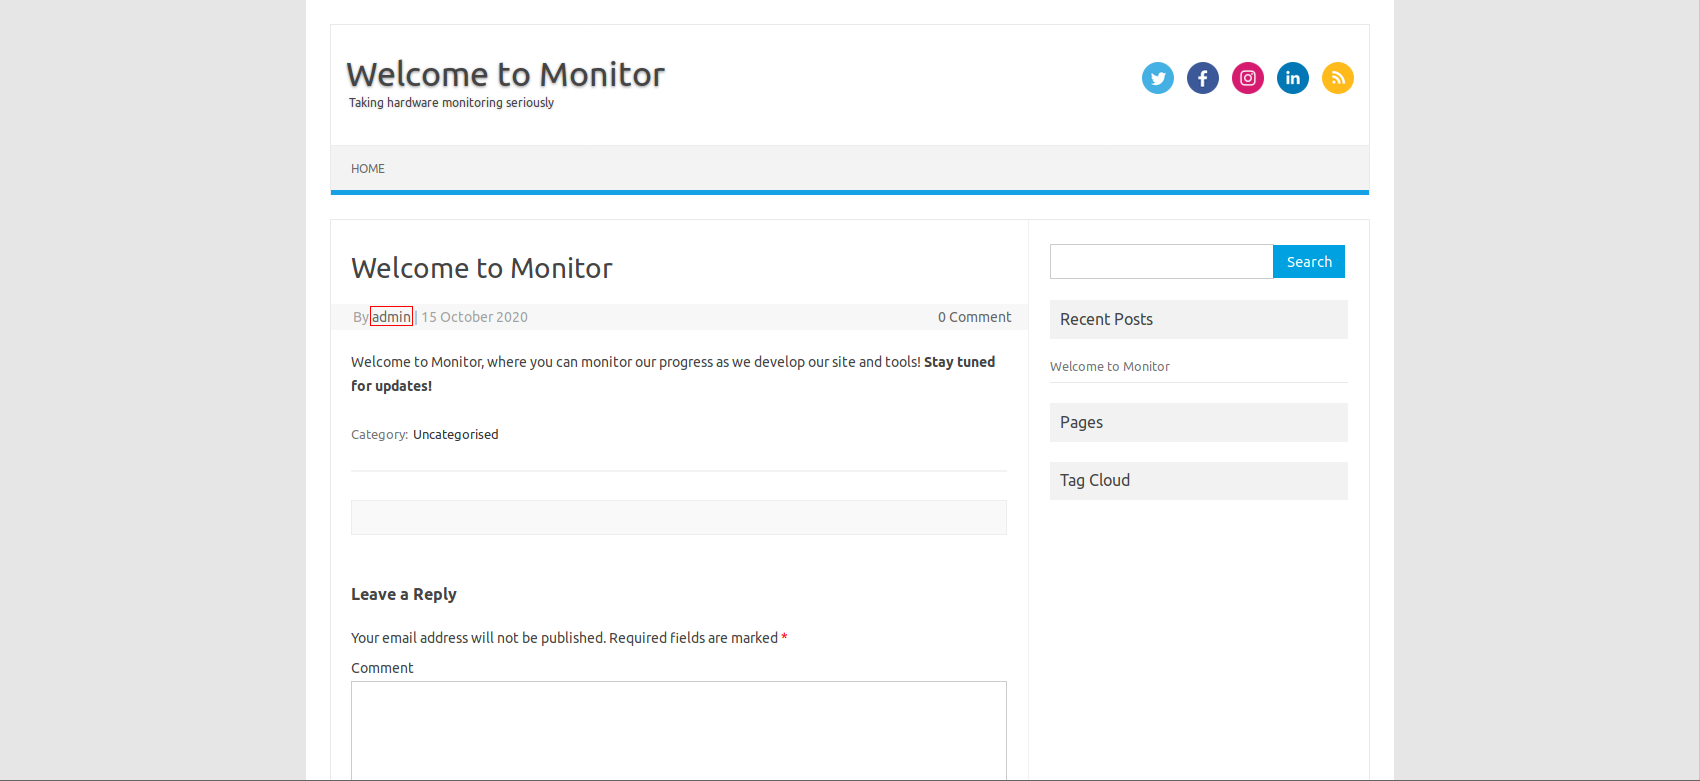 Welcome to Monitor
Taking hardware monitoring seriously
in
HOME
Welcome to Monitor
By admin | 15 October 2020
0 Comment
Welcome to Monitor, where you can monitor our progress as we develop our site and tools! Stay tuned
for updates!
Category: Uncategorised
Leave a Reply
Your email address will not be published. Required fields are marked *
Comment
Search
Recent Posts
Welcome to Monitor
Pages
Tag Cloud